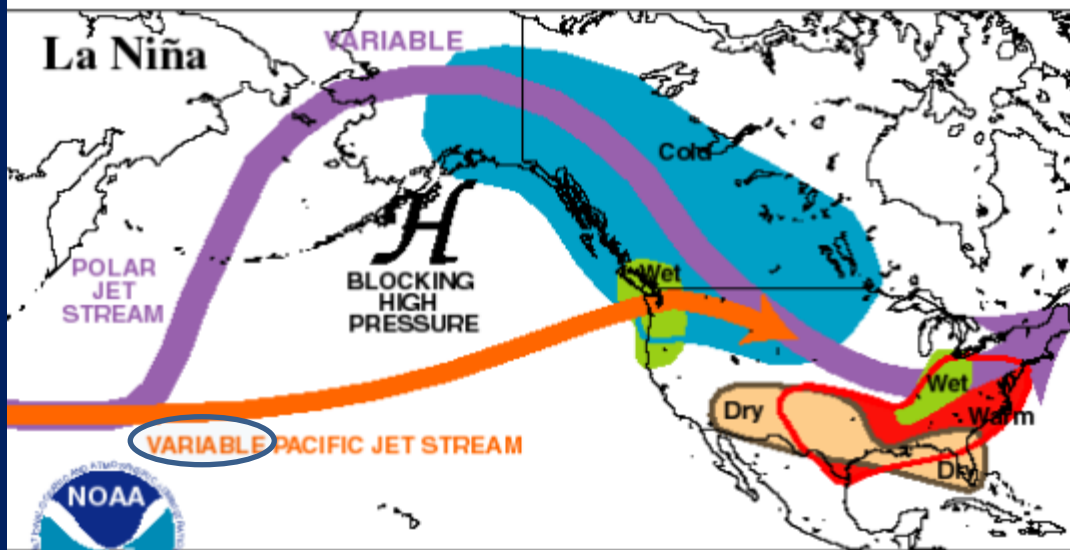 La Niña
VARIABLE
Cold
POLAR
JET
STREAM
H
BLOCKING
HIGH
PRESSURE
Wet
Wet
Dry
Warm
Dry
VARIABLE PACIFIC JET STREAM
NOAA